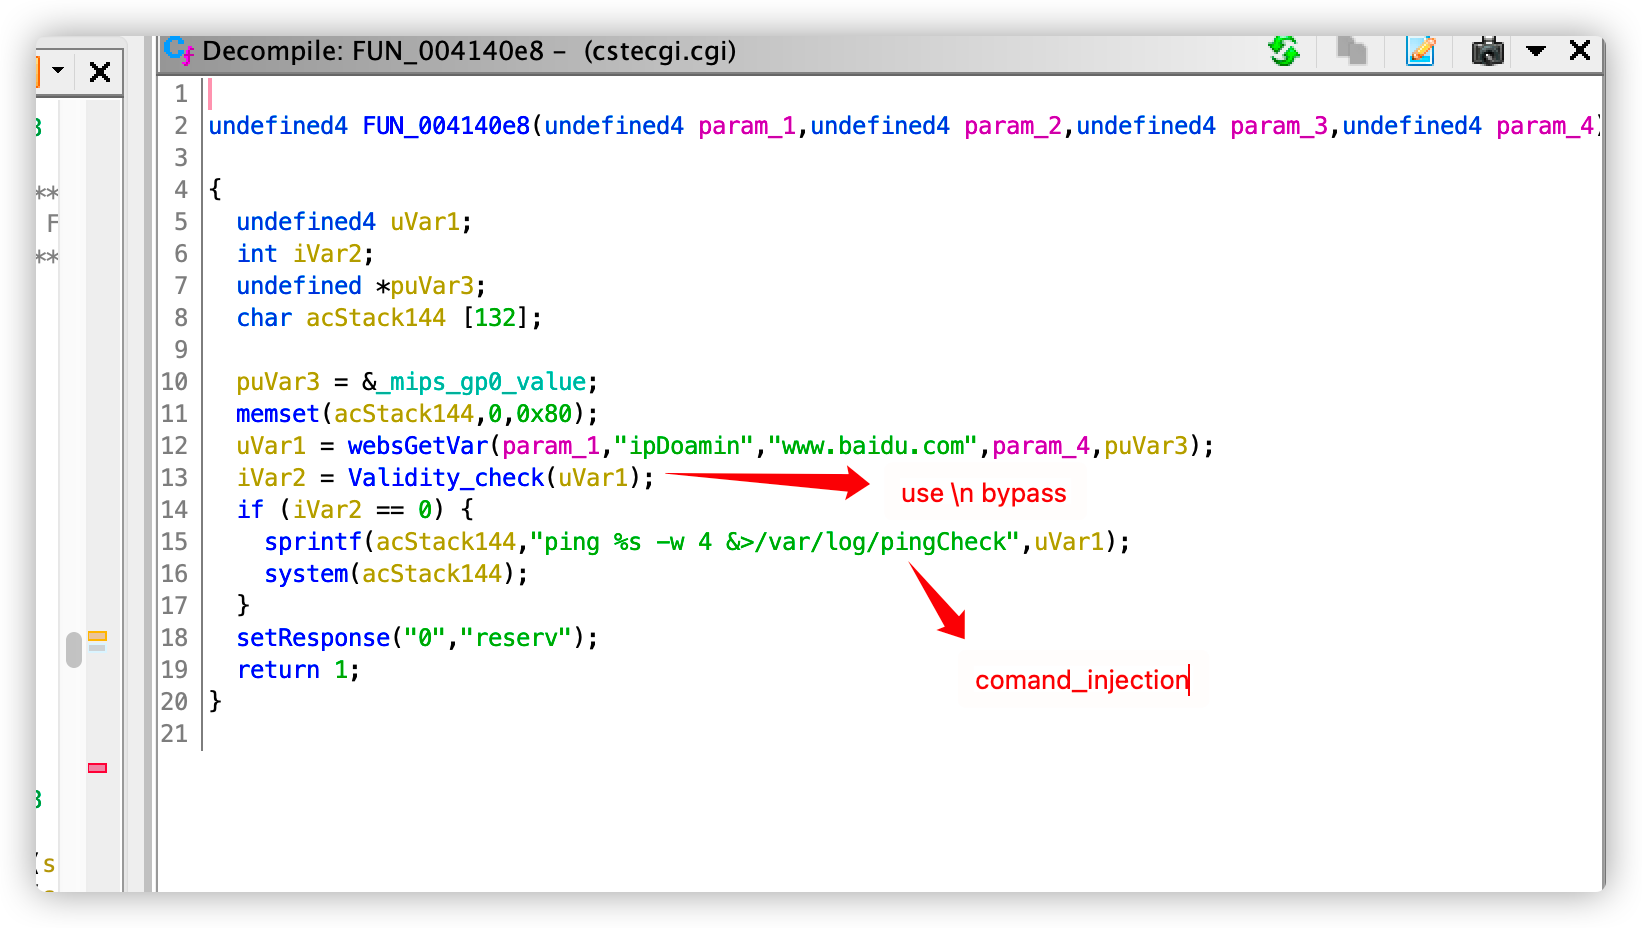 Decompile: FUN_004140e8 – (cstecgi.cgi)
1
2 undefined4 FUN_004140e8(undefined4 param_1,undefined4 param_2,undefined4 param_3,undefined4 param_4)
3
4 {
5 undefined4 uVar1;
6 int iVar2;
7 undefined *puVar3;
8 char acStack144 [132];
9
10 puVar3 = &_mips_gp0_value;
11 memset(acStack144,0,0x80);
12 uVar1 = websGetVar(param_1,"ipDoamin","www.baidu.com",param_4,puVar3);
13 iVar2 = Validity_check(uVar1);
use \n bypass
14 if (iVar2 == 0) {
15 sprintf(acStack144,"ping %s -w 4 &>/var/log/pingCheck",uVar1);
16 system(acStack144);
17 }
18 setResponse("0","reserv");
19 return 1;
comand_injection
20 }
21
**
F
**
(s